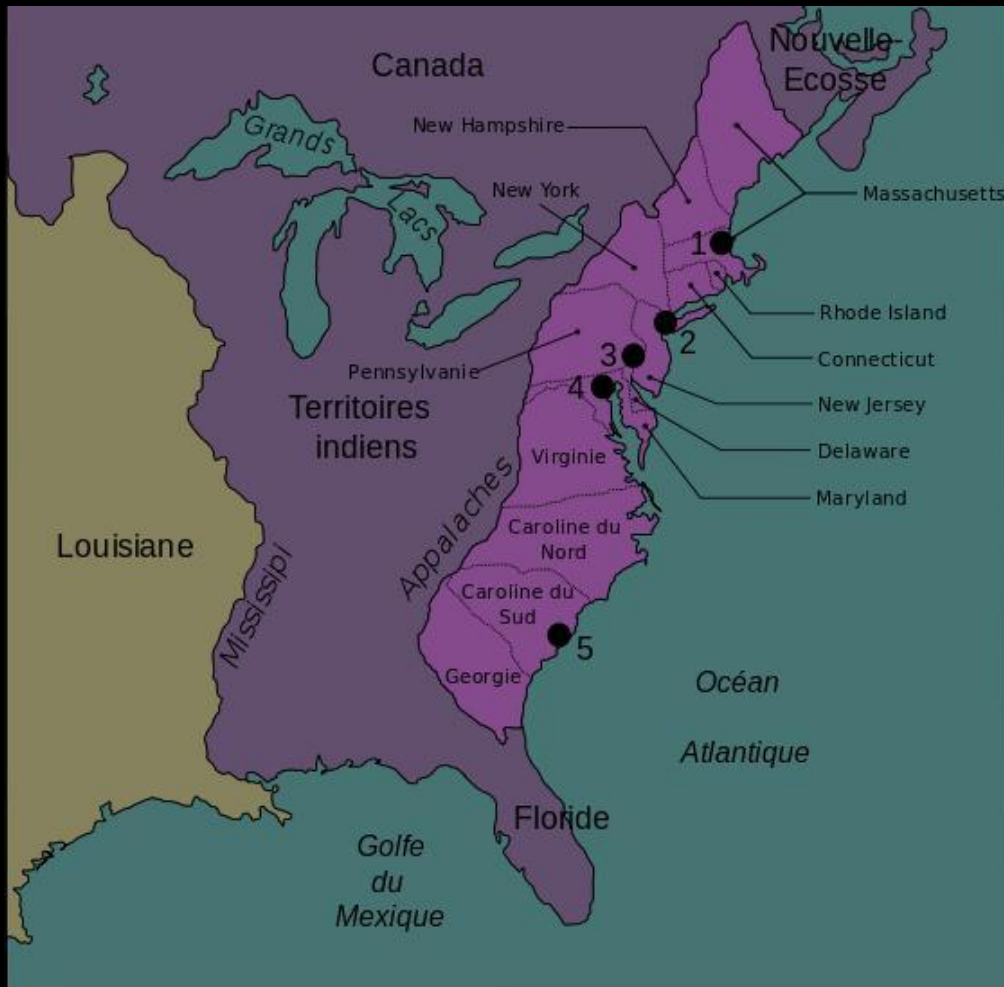 Nouvelle-
Ecosse
Canada
New Hampshire
Grands
New York
Massachusetts
acs
1
Rhode Island
2
3
Connecticut
Pennsylvanie
4
New Jersey
Territoires
indiens
Delaware
Virginie
Maryland
Appalaches
Caroline du
Nord
Louisiane
Mississipi
Caroline du
Sud
5
Georgie
Océan
Atlantique
Floride
Golfe
du
Mexique